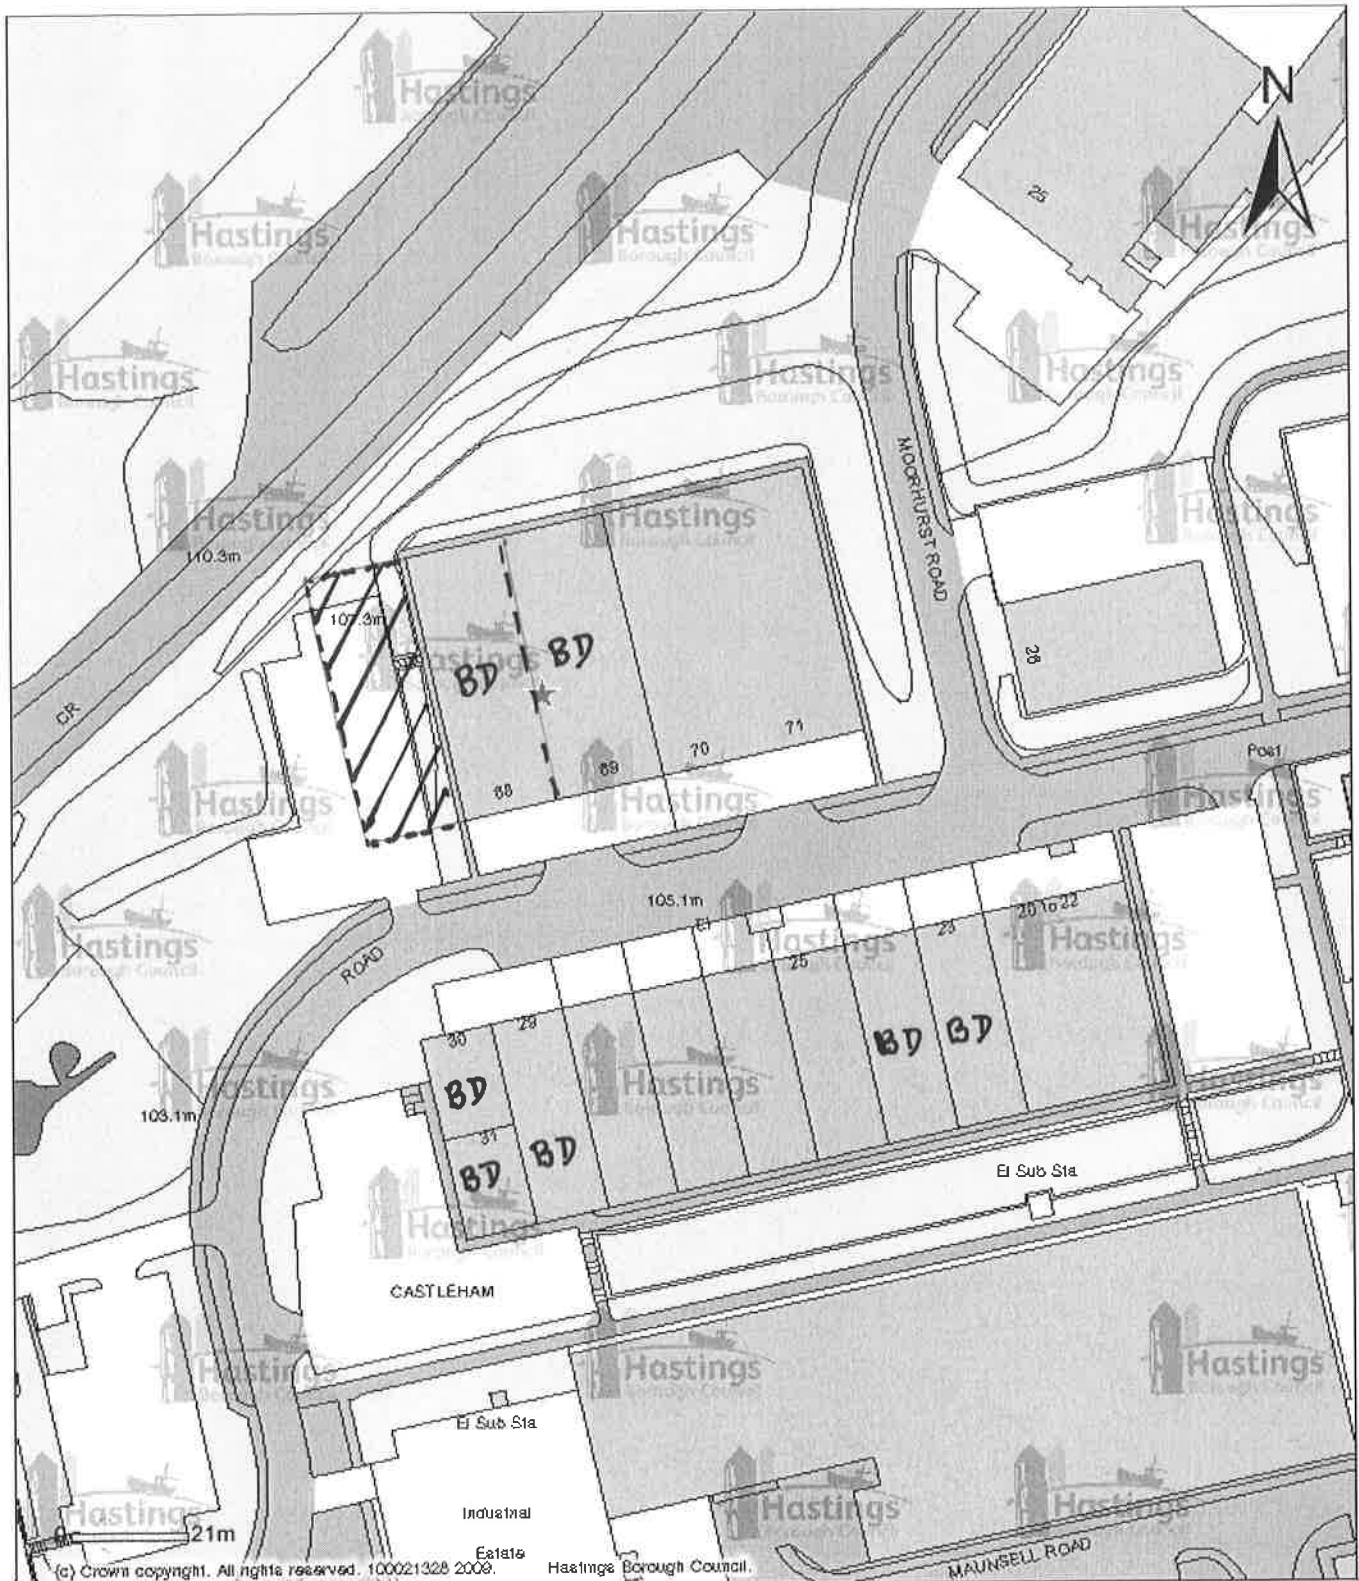 N
25
MOORHURST ROAD
110.3m
107.3m
BD
BD
28
GR
68
69
70
71
Post
105.1m
El
25
23
20 to 22
ROAD
30
29
BD
BD
BD
31
BD
BD
103.1m
El Sub Sta
CASTLEHAM
El Sub Sta
Industrial
Estate
MAUNSELL ROAD
0 21m
(c) Crown copyright. All rights reserved. 100021328 2009. Hastings Borough Council.
Hastings
Borough Council